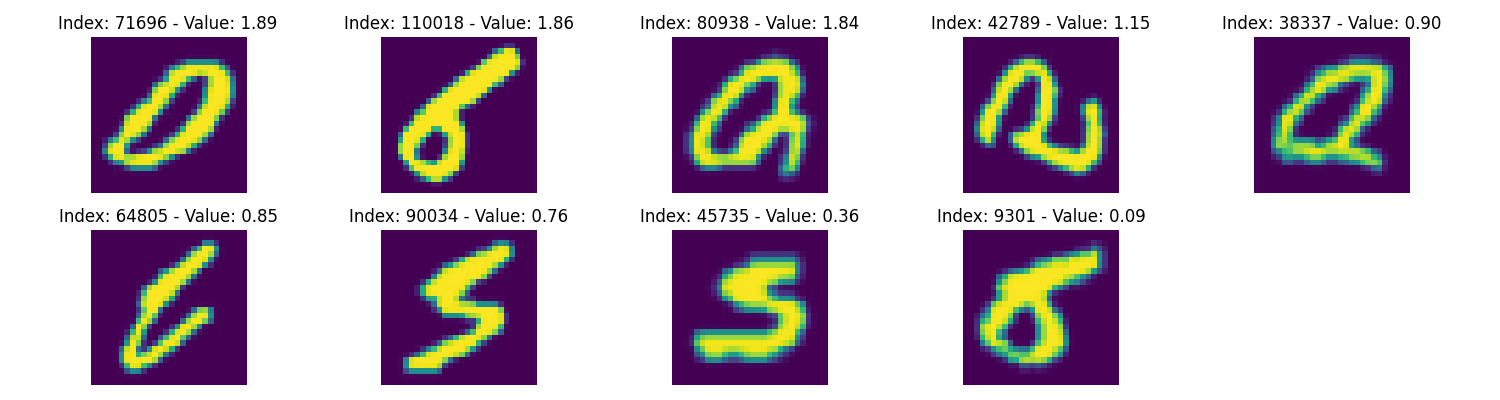 Index: 71696 - Value: 1.89 Index: 110018 - Value: 1.86 Index: 80938 - Value: 1.84 Index: 42789 - Value: 1.15 Index: 38337 - Value: 0.90
Index: 64805 - Value: 0.85 Index: 90034 - Value: 0.76 Index: 45735 - Value: 0.36 Index: 9301 - Value: 0.09